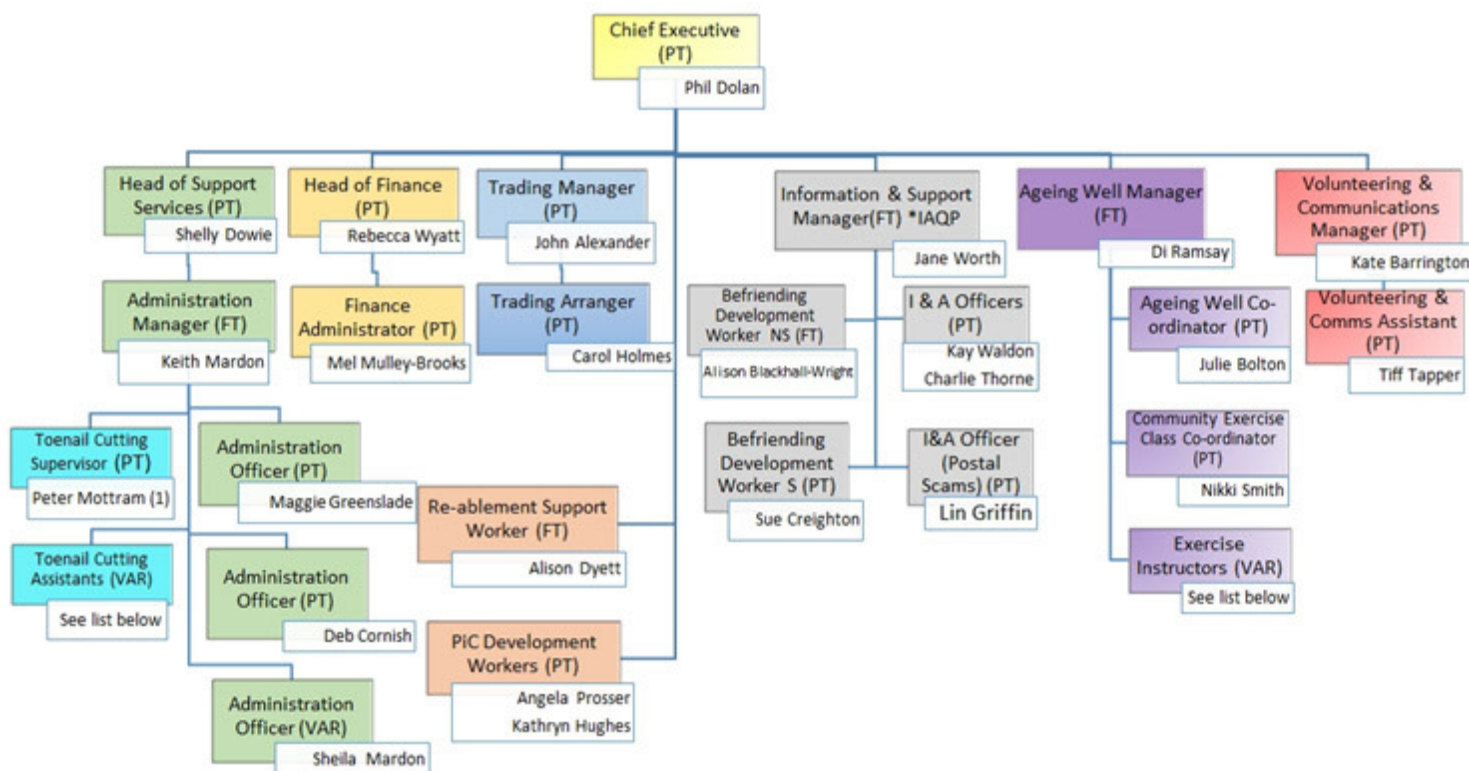 Chief Executive
(PT)
Phil Dolan
Head of Support
Services (PT)
Shelly Dowie
Head of Finance
(PT)
Rebecca Wyatt
Trading Manager
(PT)
John Alexander
Information & Support
Manager(FT) *IAQP
Jane Worth
Ageing Well Manager
(FT)
Di Ramsay
Volunteering &
Communications
Manager (PT)
Kate Barrington
Administration
Manager (FT)
Keith Mardon
Finance
Administrator (PT)
Mel Mulley-Brooks
Trading Arranger
(PT)
Carol Holmes
Befriending
Development
Worker NS (FT)
Alison Blackhall-Wright
I & A Officers
(PT)
Kay Waldon
Charlie Thorne
Ageing Well Co-
ordinator (PT)
Julie Bolton
Volunteering &
Comms Assistant
(PT)
Tiff Tapper
Toenail Cutting
Supervisor (PT)
Peter Mottram (1)
Administration
Officer (PT)
Maggie Greenslade
Befriending
Development
Worker S (PT)
Sue Creighton
I&A Officer
(Postal
Scams) (PT)
Lin Griffin
Community Exercise
Class Co-ordinator
(PT)
Nikki Smith
Re-ablement Support
Worker (FT)
Alison Dyett
Toenail Cutting
Assistants (VAR)
See list below
Administration
Officer (PT)
Deb Cornish
Exercise
Instructors (VAR)
See list below
PiC Development
Workers (PT)
Angela Prosser
Kathryn Hughes
Administration
Officer (VAR)
Sheila Mardon